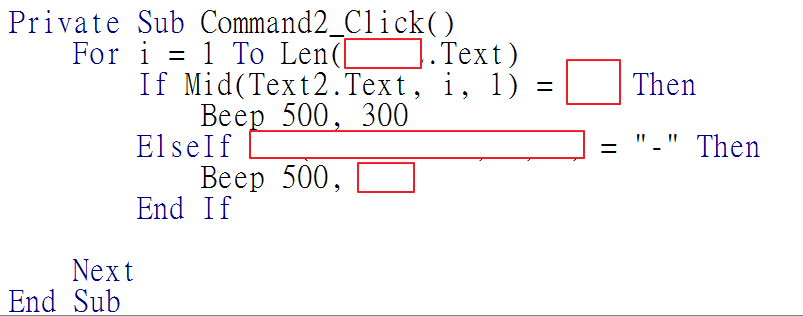 Private Sub Command2_Click()
For i = 1 To Len( .Text)
If Mid(Text2.Text, i, 1) = Then
Beep 500, 300
ElseIf = "-" Then
Beep 500,
End If
Next
End Sub